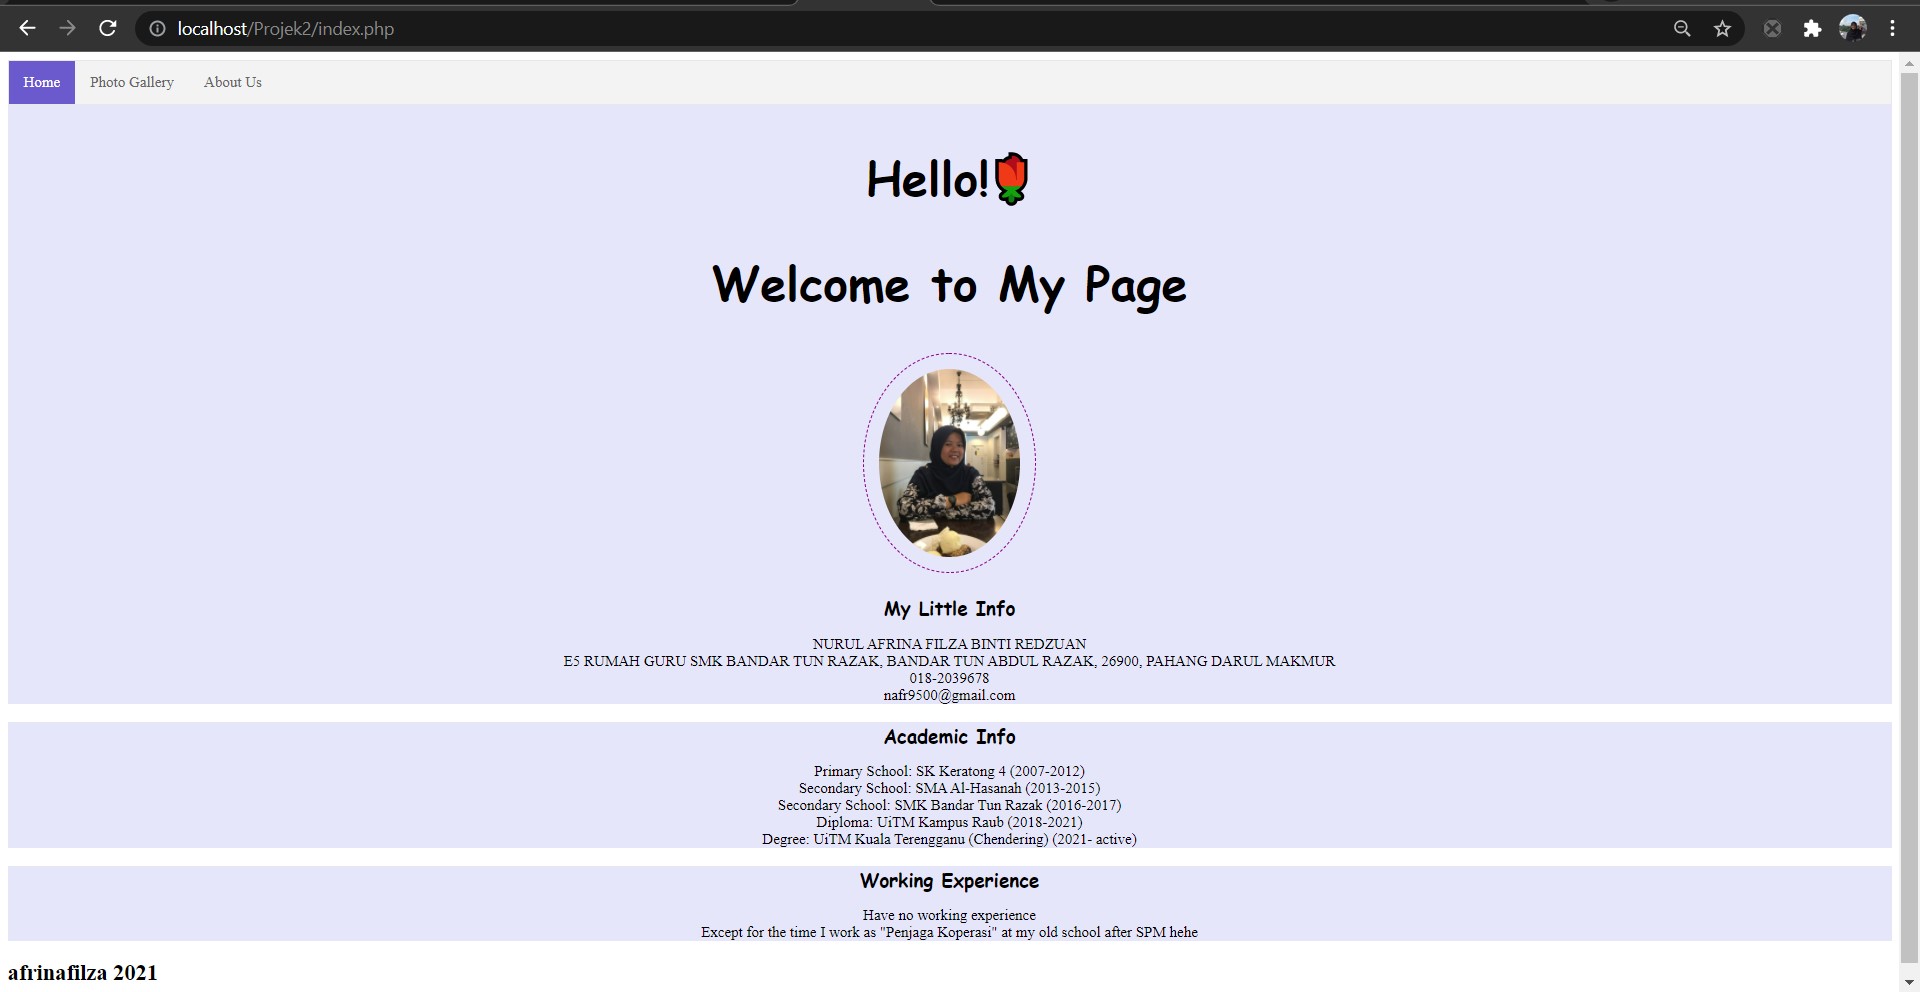 localhost/Projek2/index.php
Home Photo Gallery About Us
Hello!🌹
Welcome to My Page
My Little Info
NURUL AFRINA FILZA BINTI REDZUAN
E5 RUMAH GURU SMK BANDAR TUN RAZAK, BANDAR TUN ABDUL RAZAK, 26900, PAHANG DARUL MAKMUR
018-2039678
nafr9500@gmail.com
Academic Info
Primary School: SK Keratong 4 (2007-2012)
Secondary School: SMA Al-Hasanah (2013-2015)
Secondary School: SMK Bandar Tun Razak (2016-2017)
Diploma: UiTM Kampus Raub (2018-2021)
Degree: UiTM Kuala Terengganu (Chendering) (2021- active)
Working Experience
Have no working experience
Except for the time I work as "Penjaga Koperasi" at my old school after SPM hehe
afrinafilza 2021